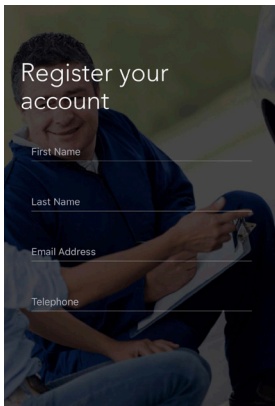 Register your
account
First Name
Last Name
Email Address
Telephone